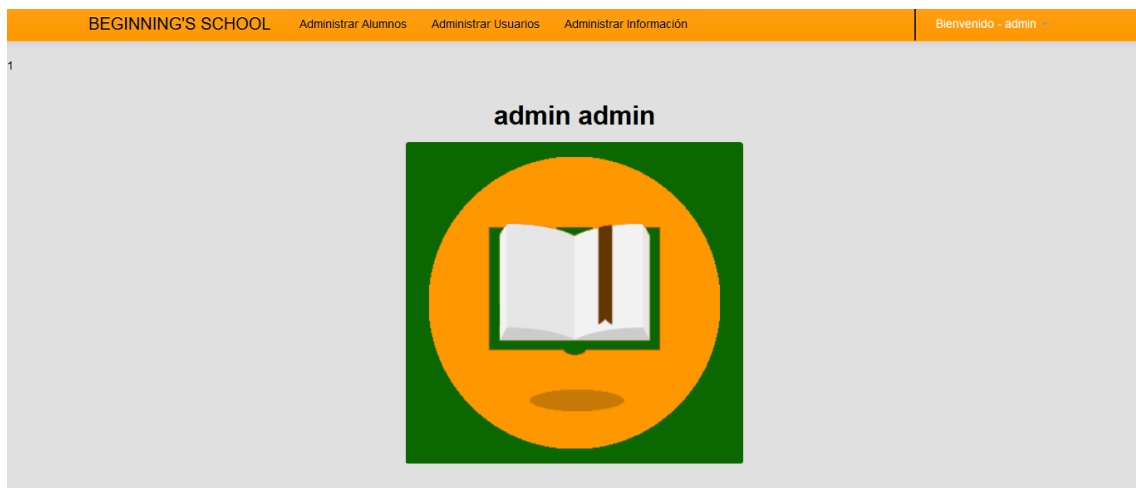 BEGINNING'S SCHOOL Administrar Alumnos Administrar Usuarios Administrar Información Bienvenido - admin
1
admin admin